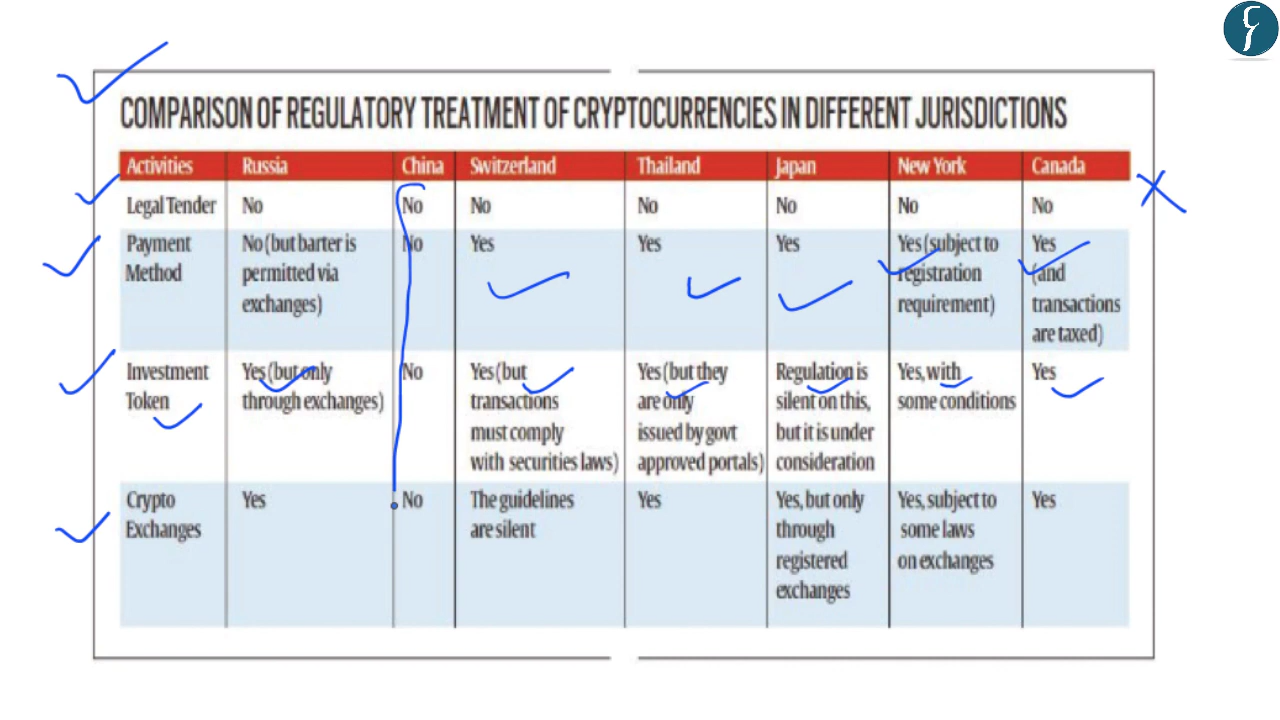 COMPARISON OF REGULATORY TREATMENT OF CRYPTOCURRENCIES IN DIFFERENT JURISDICTIONS
Activities Russia China Switzerland Thailand Japan New York Canada
Legal Tender No No No No No No No
Payment No (but barter is No Yes Yes Yes Yes (subject to Yes
Method permitted via registration (and
exchanges) requirement) transactions
are taxed)
Investment Yes (but only No Yes (but Yes (but they Regulation is Yes, with Yes
Token through exchanges) transactions are only silent on this, some conditions
must comply issued by govt but it is under
with securities laws) approved portals) consideration
Crypto Yes No The guidelines Yes Yes, but only Yes, subject to Yes
Exchanges are silent through some laws
registered on exchanges
exchanges